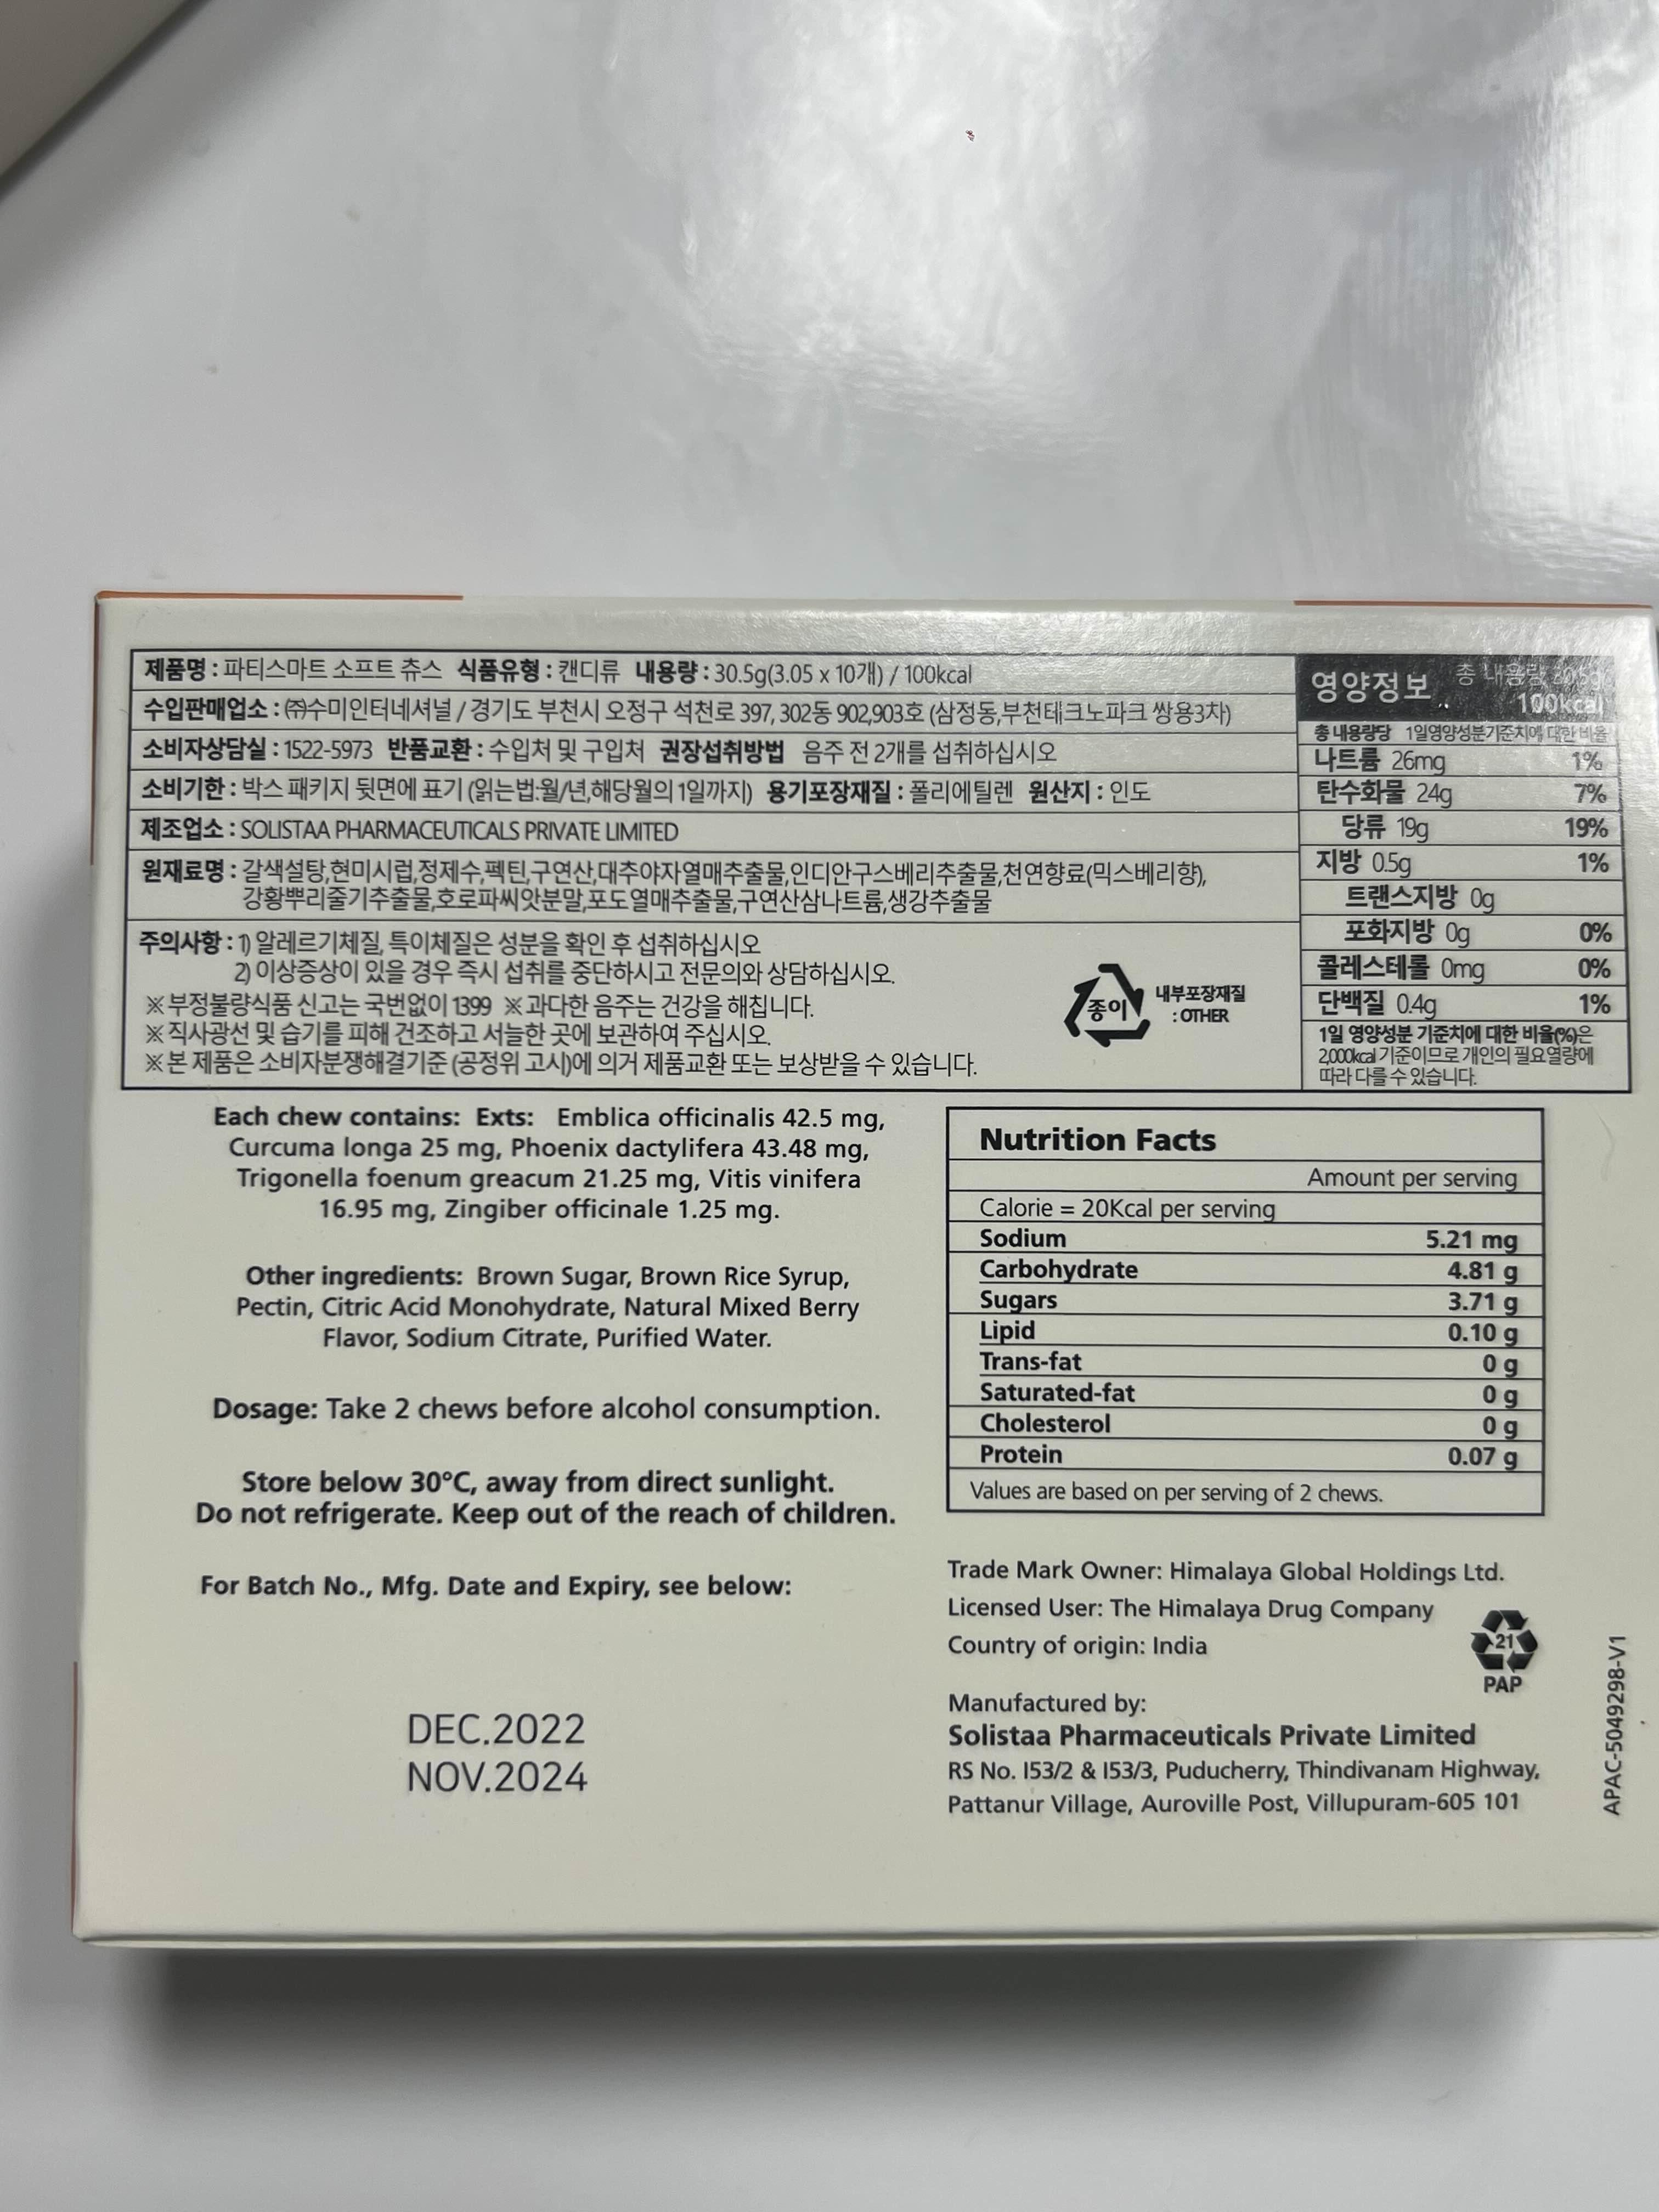 제품명 : 파티스마트 소프트 츄스 식품유형 : 캔디류 내용량 : 30.5g(3.05 x 10개) / 100kcal
수입판매업소 : ㈜수미인터네셔널 / 경기도 부천시 오정구 석천로 397, 302동 902,903호 (삼정동,부천테크노파크 쌍용3차)
소비자상담실 : 1522-5973 반품교환 : 수입처 및 구입처 권장섭취방법 음주 전 2개를 섭취하십시오
소비기한 : 박스 패키지 뒷면에 표기 (읽는법:월/년,해당월의 1일까지) 용기포장재질 : 폴리에틸렌 원산지 : 인도
제조업소 : SOLISTAA PHARMACEUTICALS PRIVATE LIMITED
원재료명 : 갈색설탕,현미시럽,정제수,펙틴,구연산,대추야자열매추출물,인디안구스베리추출물,천연향료(믹스베리향),
강황뿌리줄기추출물,호로파씨앗분말,포도열매추출물,구연산삼나트륨,생강추출물
주의사항 : 1) 알레르기체질, 특이체질은 성분을 확인 후 섭취하십시오
2) 이상증상이 있을 경우 즉시 섭취를 중단하시고 전문의와 상담하십시오.
※부정불량식품 신고는 국번없이 1399 ※과다한 음주는 건강을 해칩니다.
※직사광선 및 습기를 피해 건조하고 서늘한 곳에 보관하여 주십시오.
※본 제품은 소비자분쟁해결기준 (공정위 고시)에 의거 제품교환 또는 보상받을 수 있습니다.
종이
내부포장재질
: OTHER
영양정보 총 내용량
100kcal
총 내용량당 1일영양성분기준치에 대한 비율
나트륨 26mg 1%
탄수화물 24g 7%
당류 19g 19%
지방 0.5g 1%
트랜스지방 0g
포화지방 0g 0%
콜레스테롤 0mg 0%
단백질 0.4g 1%
1일 영양성분 기준치에 대한 비율(%)은
2,000kcal 기준이므로 개인의 필요열량에
따라 다를 수 있습니다.
Each chew contains: Exts: Emblica officinalis 42.5 mg,
Curcuma longa 25 mg, Phoenix dactylifera 43.48 mg,
Trigonella foenum greacum 21.25 mg, Vitis vinifera
16.95 mg, Zingiber officinale 1.25 mg.
Other ingredients: Brown Sugar, Brown Rice Syrup,
Pectin, Citric Acid Monohydrate, Natural Mixed Berry
Flavor, Sodium Citrate, Purified Water.
Dosage: Take 2 chews before alcohol consumption.
Store below 30°C, away from direct sunlight.
Do not refrigerate. Keep out of the reach of children.
For Batch No., Mfg. Date and Expiry, see below:
DEC.2022
NOV.2024
Nutrition Facts
Amount per serving
Calorie = 20Kcal per serving
Sodium 5.21 mg
Carbohydrate 4.81 g
Sugars 3.71 g
Lipid 0.10 g
Trans-fat 0 g
Saturated-fat 0 g
Cholesterol 0 g
Protein 0.07 g
Values are based on per serving of 2 chews.
Trade Mark Owner: Himalaya Global Holdings Ltd.
Licensed User: The Himalaya Drug Company
Country of origin: India
21
PAP
Manufactured by:
Solistaa Pharmaceuticals Private Limited
RS No. 153/2 & 153/3, Puducherry, Thindivanam Highway,
Pattanur Village, Auroville Post, Villupuram-605 101
APAC-5049298-V1